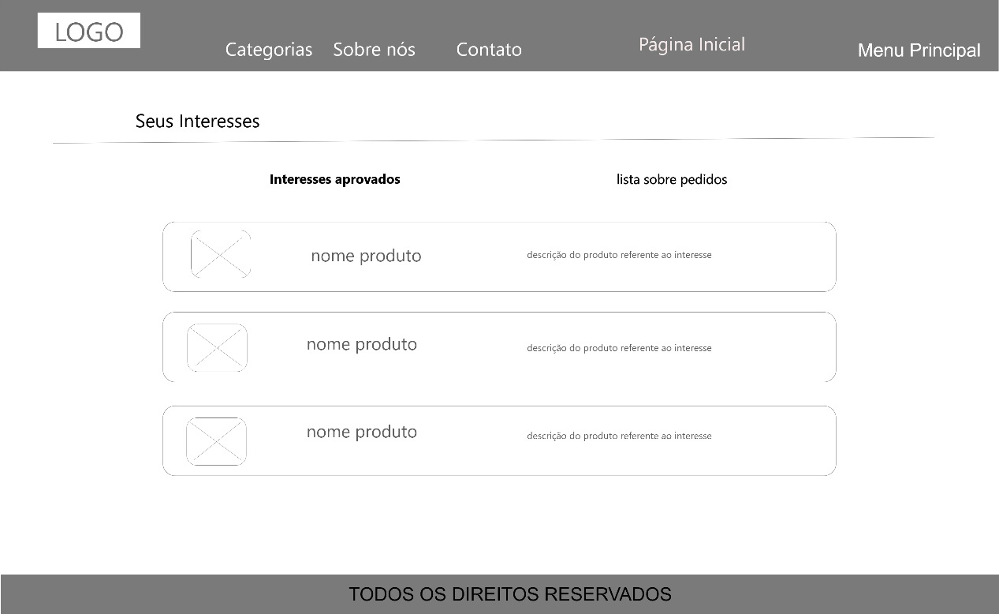 LOGO
Categorias Sobre nós Contato Página Inicial Menu Principal
Seus Interesses
Interesses aprovados lista sobre pedidos
nome produto descrição do produto referente ao interesse
nome produto descrição do produto referente ao interesse
nome produto descrição do produto referente ao interesse
TODOS OS DIREITOS RESERVADOS